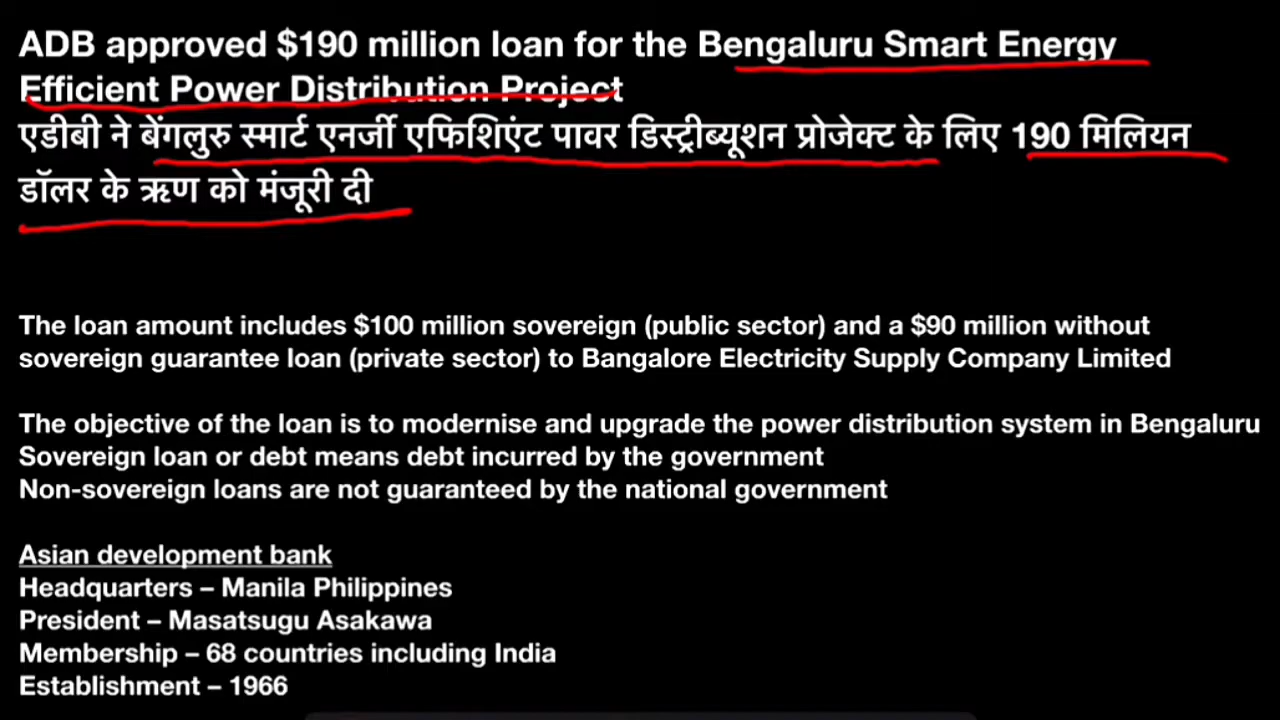 ADB approved $190 million loan for the Bengaluru Smart Energy
Efficient Power Distribution Project
एडीबी ने बेंगलुरु स्मार्ट एनर्जी एफिशिएंट पावर डिस्ट्रीब्यूशन प्रोजेक्ट के लिए 190 मिलियन
डॉलर के ऋण को मंजूरी दी
The loan amount includes $100 million sovereign (public sector) and a $90 million without
sovereign guarantee loan (private sector) to Bangalore Electricity Supply Company Limited
The objective of the loan is to modernise and upgrade the power distribution system in Bengaluru
Sovereign loan or debt means debt incurred by the government
Non-sovereign loans are not guaranteed by the national government
Asian development bank
Headquarters – Manila Philippines
President – Masatsugu Asakawa
Membership – 68 countries including India
Establishment – 1966